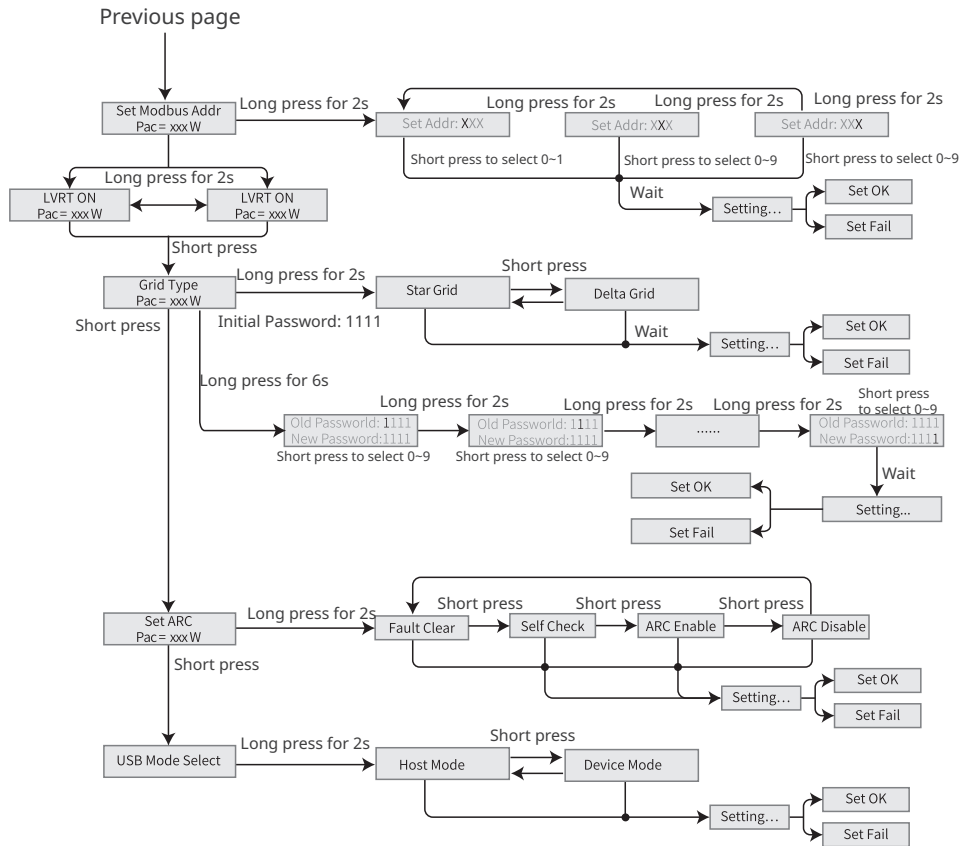 Previous page
Set Modbus Addr
Pac = xxx W
Long press for 2s
Set Addr: XXX
Long press for 2s
Set Addr: XXX
Long press for 2s
Set Addr: XXX
Long press for 2s
Short press to select 0~1
Short press to select 0~9
Short press to select 0~9
Wait
Setting...
Set OK
Set Fail
Long press for 2s
LVRT ON
Pac = xxx W
LVRT ON
Pac = xxx W
Short press
Grid Type
Pac = xxx W
Long press for 2s
Star Grid
Short press
Delta Grid
Short press
Initial Password: 1111
Wait
Setting...
Set OK
Set Fail
Long press for 6s
Old Passworld: 1111
New Password:1111
Short press to select 0~9
Long press for 2s
Old Passworld: 1111
New Password:1111
Short press to select 0~9
Long press for 2s
......
Long press for 2s
Short press
to select 0~9
Old Passworld: 1111
New Password:1111
Wait
Setting...
Set OK
Set Fail
Set ARC
Pac = xxx W
Long press for 2s
Fault Clear
Short press
Self Check
Short press
ARC Enable
Short press
ARC Disable
Short press
Setting...
Set OK
Set Fail
USB Mode Select
Long press for 2s
Host Mode
Short press
Device Mode
Setting...
Set OK
Set Fail